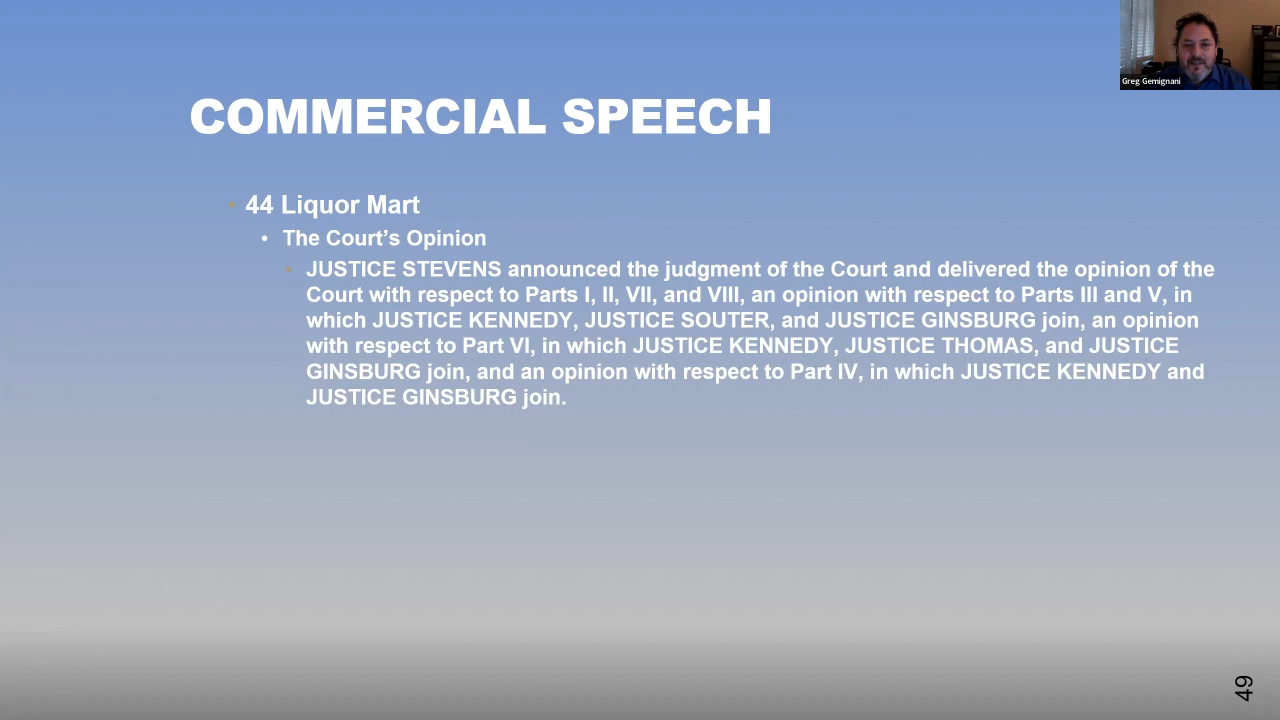 Greg Gemignani
COMMERCIAL SPEECH
44 Liquor Mart
• The Court’s Opinion
JUSTICE STEVENS announced the judgment of the Court and delivered the opinion of the
Court with respect to Parts I, II, VII, and VIII, an opinion with respect to Parts III and V, in
which JUSTICE KENNEDY, JUSTICE SOUTER, and JUSTICE GINSBURG join, an opinion
with respect to Part VI, in which JUSTICE KENNEDY, JUSTICE THOMAS, and JUSTICE
GINSBURG join, and an opinion with respect to Part IV, in which JUSTICE KENNEDY and
JUSTICE GINSBURG join.
49